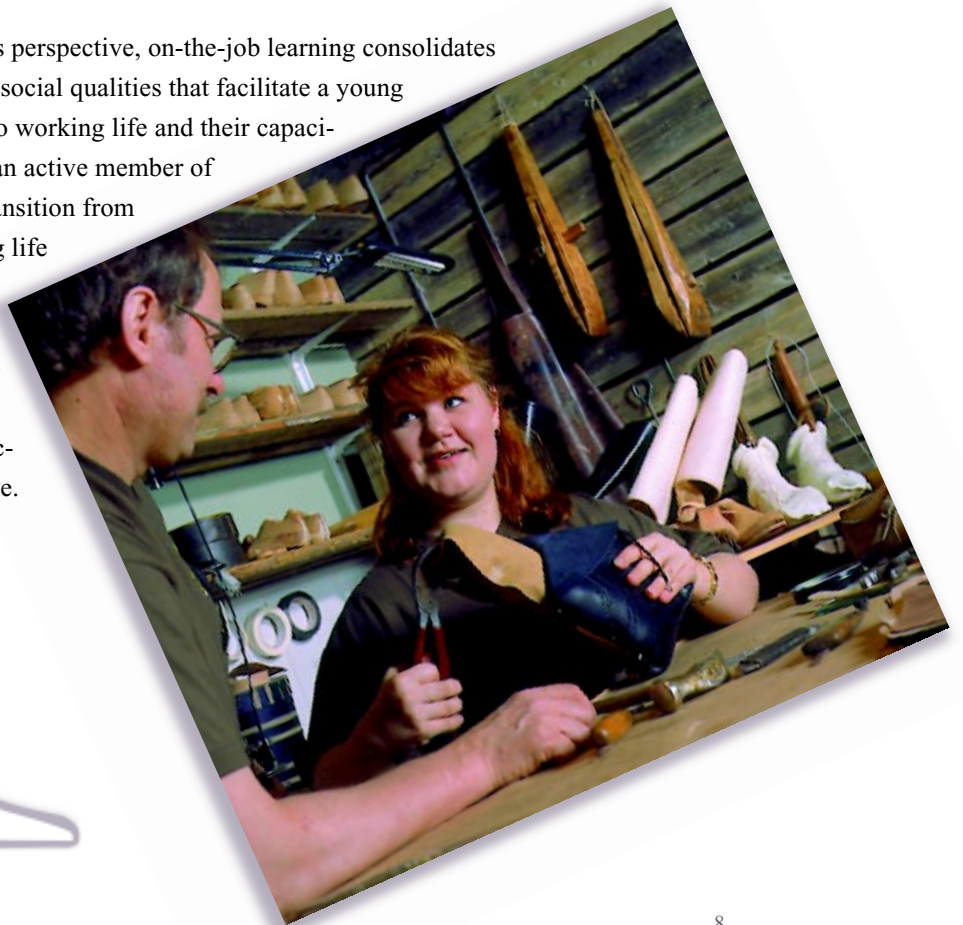 s perspective, on-the-job learning consolidates
social qualities that facilitate a young
o working life and their capaci-
an active member of
ansition from
g life
c-
e.
8